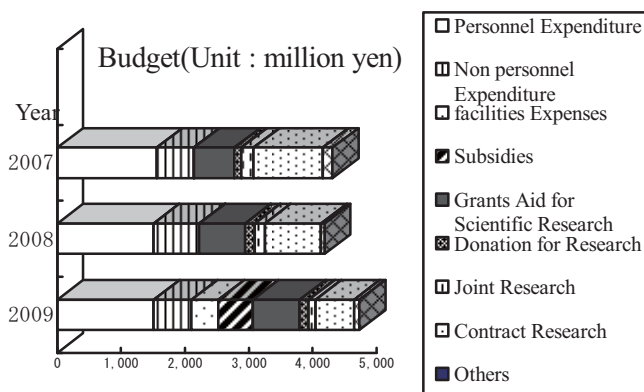 Budget(Unit : million yen)
Year
2007
2008
2009
0 1,000 2,000 3,000 4,000 5,000
Personnel Expenditure
Non personnel
Expenditure
facilities Expenses
Subsidies
Grants Aid for
Scientific Research
Donation for Research
Joint Research
Contract Research
Others